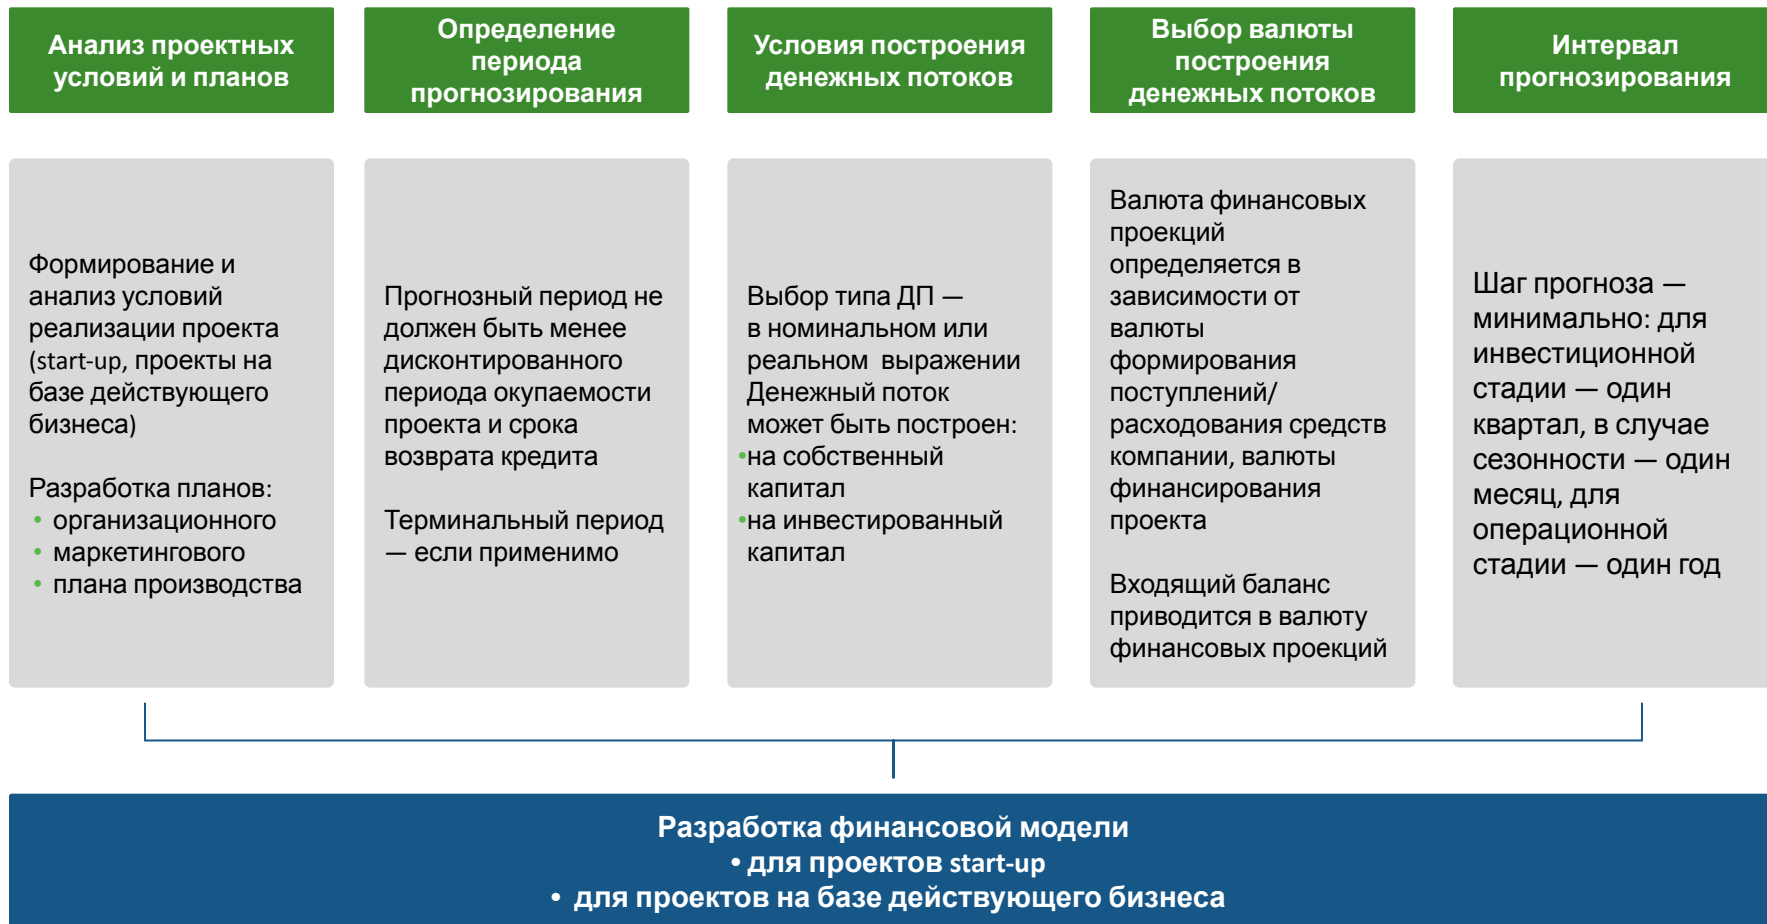 Анализ проектных
условий и планов
Определение
периода
прогнозирования
Условия построения
денежных потоков
Выбор валюты
построения
денежных потоков
Интервал
прогнозирования
Формирование и
анализ условий
реализации проекта
(start-up, проекты на
базе действующего
бизнеса)
Разработка планов:
• организационного
• маркетингового
• плана производства
Прогнозный период не
должен быть менее
дисконтированного
периода окупаемости
проекта и срока
возврата кредита
Терминальный период
— если применимо
Выбор типа ДП —
в номинальном или
реальном выражении
Денежный поток
может быть построен:
•на собственный
капитал
•на инвестированный
капитал
Валюта финансовых
проекций
определяется в
зависимости от
валюты
формирования
поступлений/
расходования средств
компании, валюты
финансирования
проекта
Входящий баланс
приводится в валюту
финансовых проекций
Шаг прогноза —
минимально: для
инвестиционной
стадии — один
квартал, в случае
сезонности — один
месяц, для
операционной
стадии — один год
Разработка финансовой модели
• для проектов start-up
• для проектов на базе действующего бизнеса